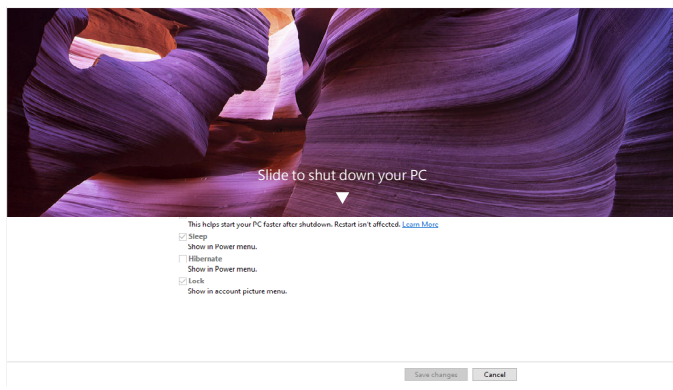 Slide to shut down your PC
This helps start your PC faster after shutdown. Restart isn't affected. Learn More
Sleep
Show in Power menu.
Hibernate
Show in Power menu.
Lock
Show in account picture menu.
Save changes Cancel